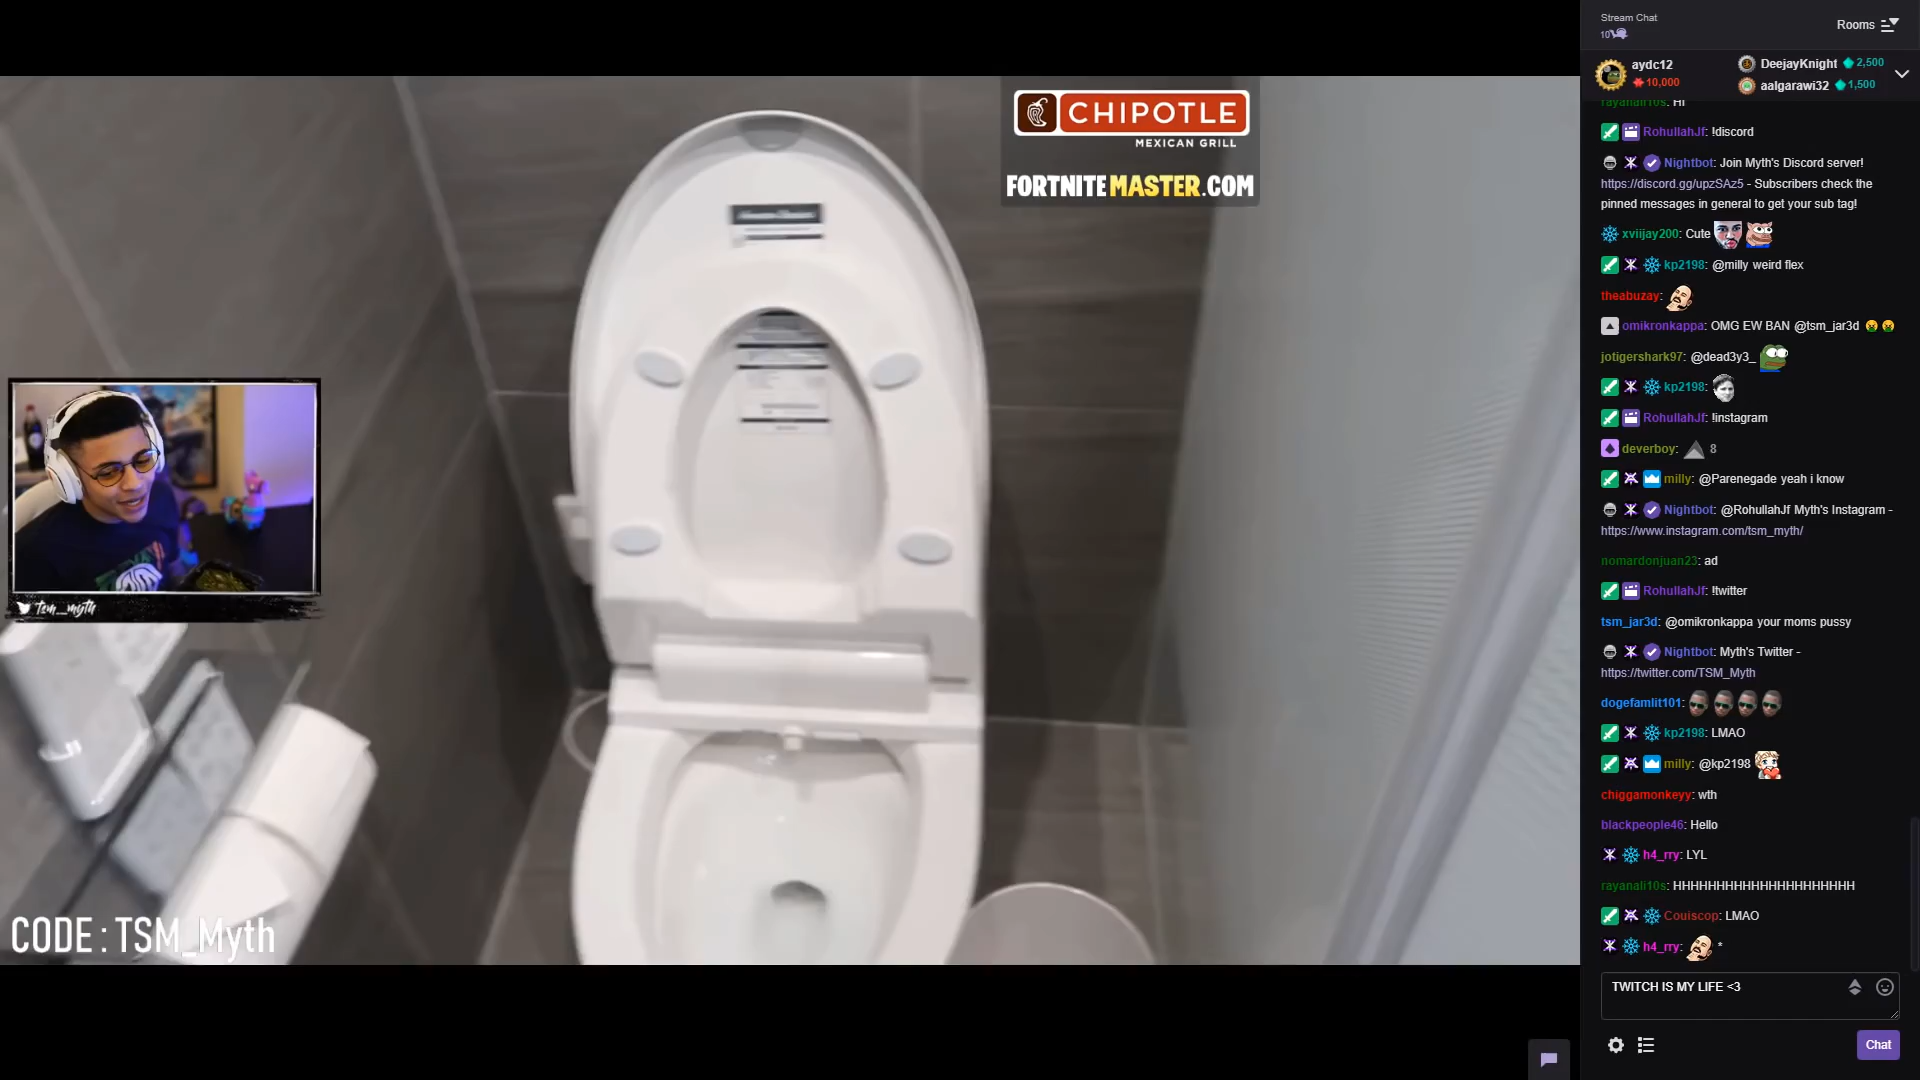 CHIPOTLE
MEXICAN GRILL
FORTNITEMASTER.COM
tsm_myth
CODE : TSM_Myth
Stream Chat
Rooms
aydc12
10,000
DeejayKnight 2,500
aalgarawi32 1,500
rayanali10s: Hi
RohullahJf: !discord
Nightbot: Join Myth's Discord server!
https://discord.gg/upzSAz5 - Subscribers check the
pinned messages in general to get your sub tag!
xviijay200: Cute
kp2198: @milly weird flex
theabuzay:
omikronkappa: OMG EW BAN @tsm_jar3d
jotigershark97: @dead3y3_
kp2198:
RohullahJf: !instagram
deverboy: 8
milly: @Parenegade yeah i know
Nightbot: @RohullahJf Myth's Instagram -
https://www.instagram.com/tsm_myth/
nomardonjuan23: ad
RohullahJf: !twitter
tsm_jar3d: @omikronkappa your moms pussy
Nightbot: Myth's Twitter -
https://twitter.com/TSM_Myth
dogefamlit101:
kp2198: LMAO
milly: @kp2198
chiggamonkeyy: wth
blackpeople46: Hello
h4_rry: LYL
rayanali10s: HHHHHHHHHHHHHHHHHHHHH
Couiscop: LMAO
h4_rry: *
TWITCH IS MY LIFE <3
Chat